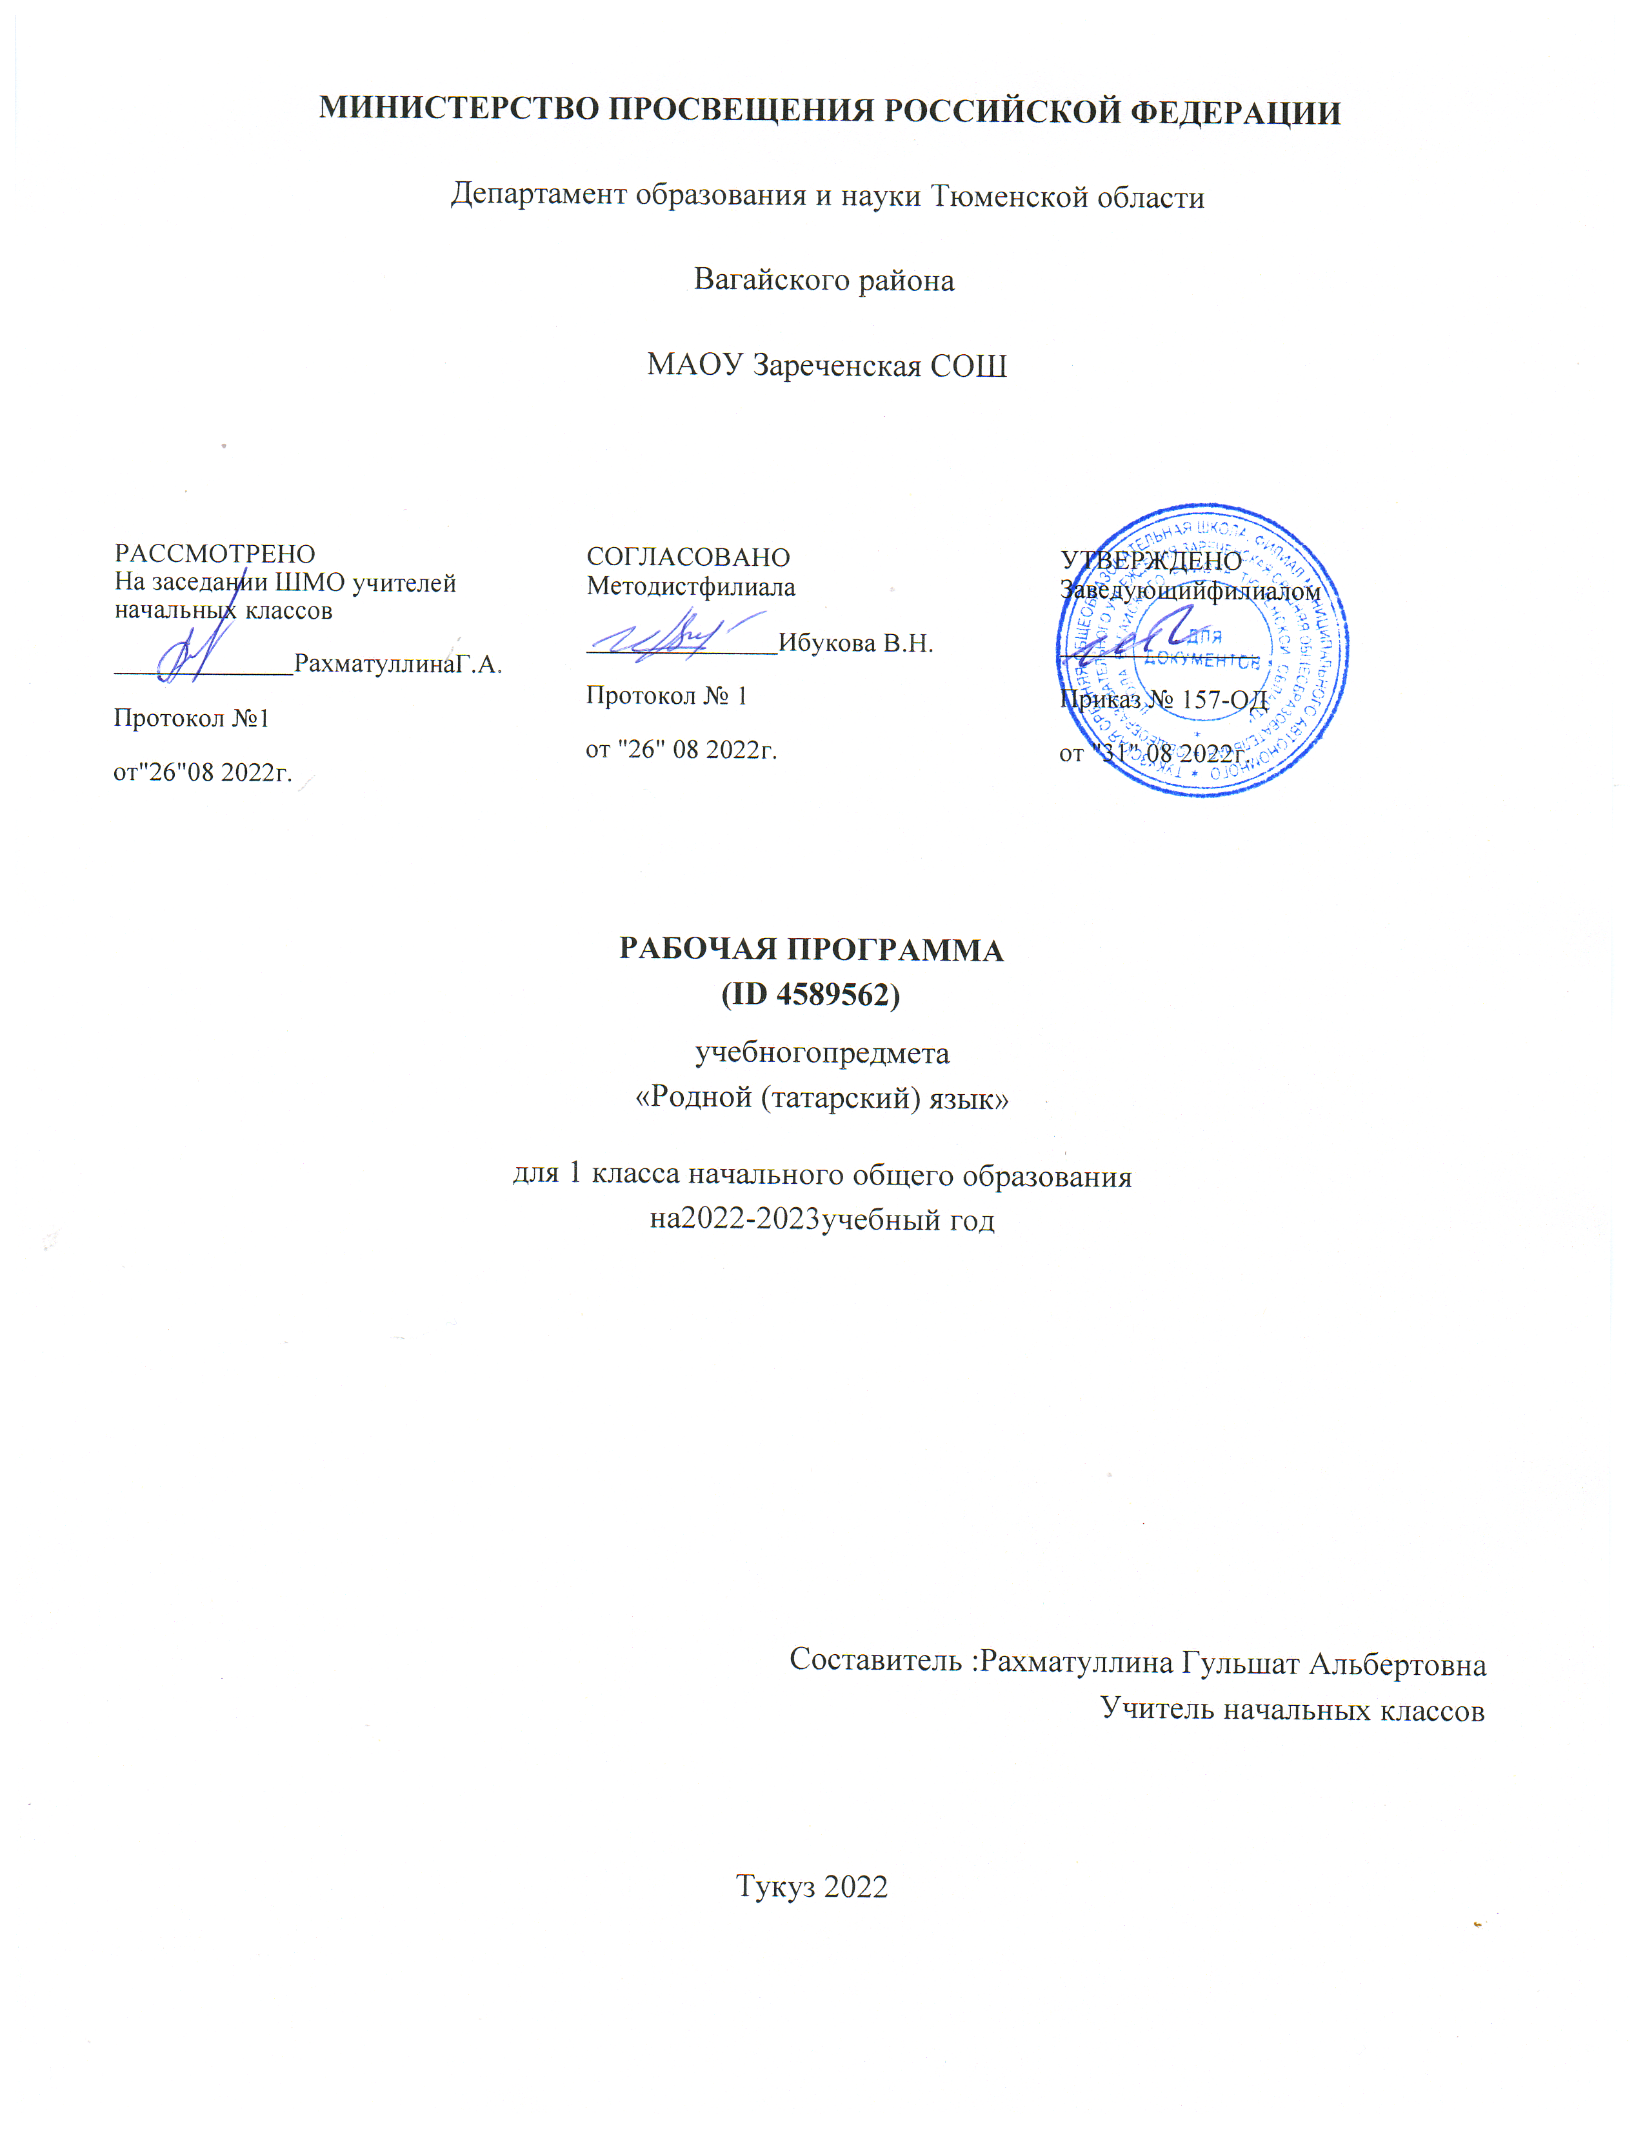 МИНИСТЕРСТВО ПРОСВЕЩЕНИЯ РОССИЙСКОЙ ФЕДЕРАЦИИ
Департамент образования и науки Тюменской области
Вагайского района
МАОУ Зареченская СОШ
РАССМОТРЕНО
На заседании ШМО учителей
начальных классов
РахматуллинаГ.А.
Протокол №1
от"26"08 2022г.
СОГЛАСОВАНО
Методистфилиала
Ибукова В.Н.
Протокол № 1
от "26" 08 2022г.
УТВЕРЖДЕНО
Заведующийфилиалом
Приказ № 157-ОД
от "31" 08 2022г.
ДЛЯ
ДОКУМЕНТОВ
РАБОЧАЯ ПРОГРАММА
(ID 4589562)
учебногопредмета
«Родной (татарский) язык»
для 1 класса начального общего образования
на2022-2023учебный год
Составитель :Рахматуллина Гульшат Альбертовна
Учитель начальных классов
Тукуз 2022